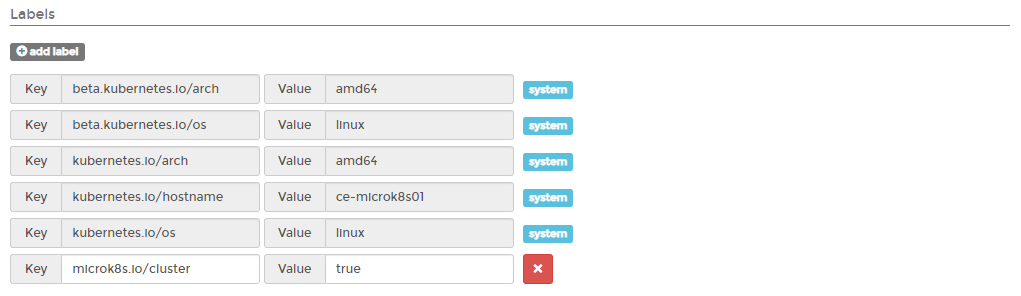 Labels
add label
Key beta.kubernetes.io/arch Value amd64 system
Key beta.kubernetes.io/os Value linux system
Key kubernetes.io/arch Value amd64 system
Key kubernetes.io/hostname Value ce-microk8s01 system
Key kubernetes.io/os Value linux system
Key microk8s.io/cluster Value true